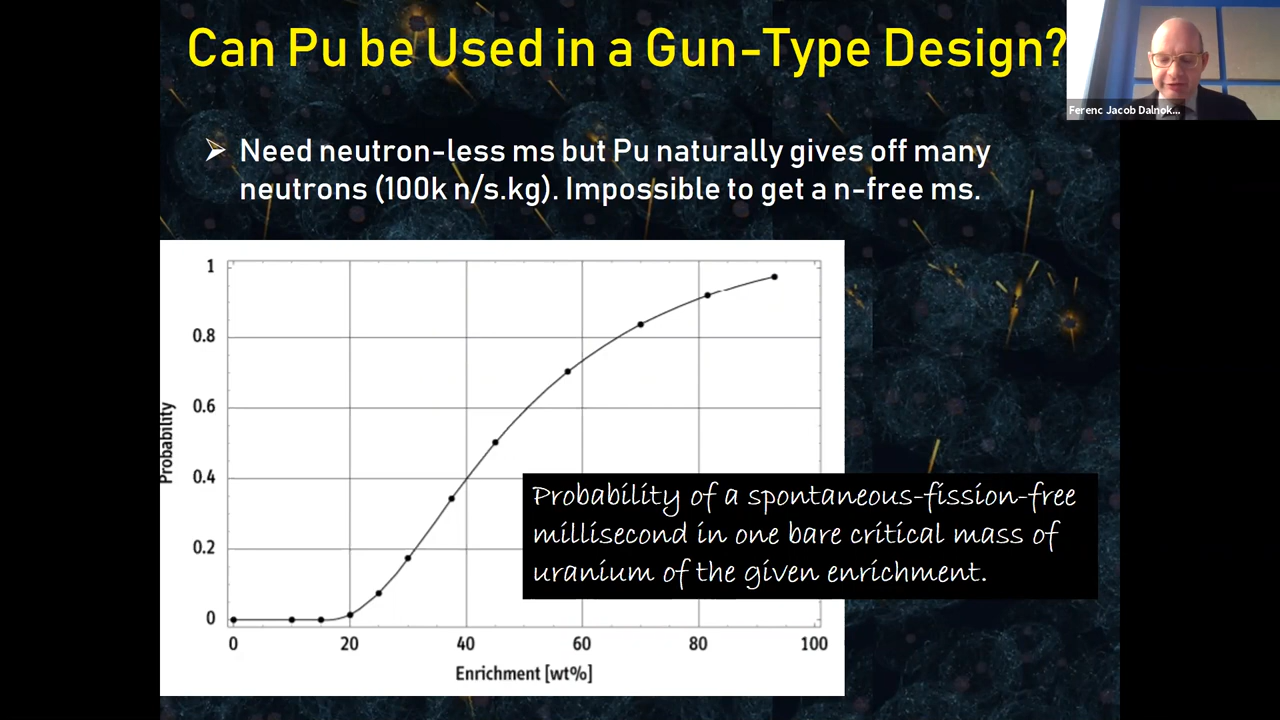 Can Pu be Used in a Gun-Type Design?
Ferenc Jacob Dalnok...
Need neutron-less ms but Pu naturally gives off many
neutrons (100k n/s.kg). Impossible to get a n-free ms.
1
0.8
0.6
0.4
0.2
0
Probability
0 20 40 60 80 100
Enrichment [wt%]
Probability of a spontaneous-fission-free
millisecond in one bare critical mass of
uranium of the given enrichment.